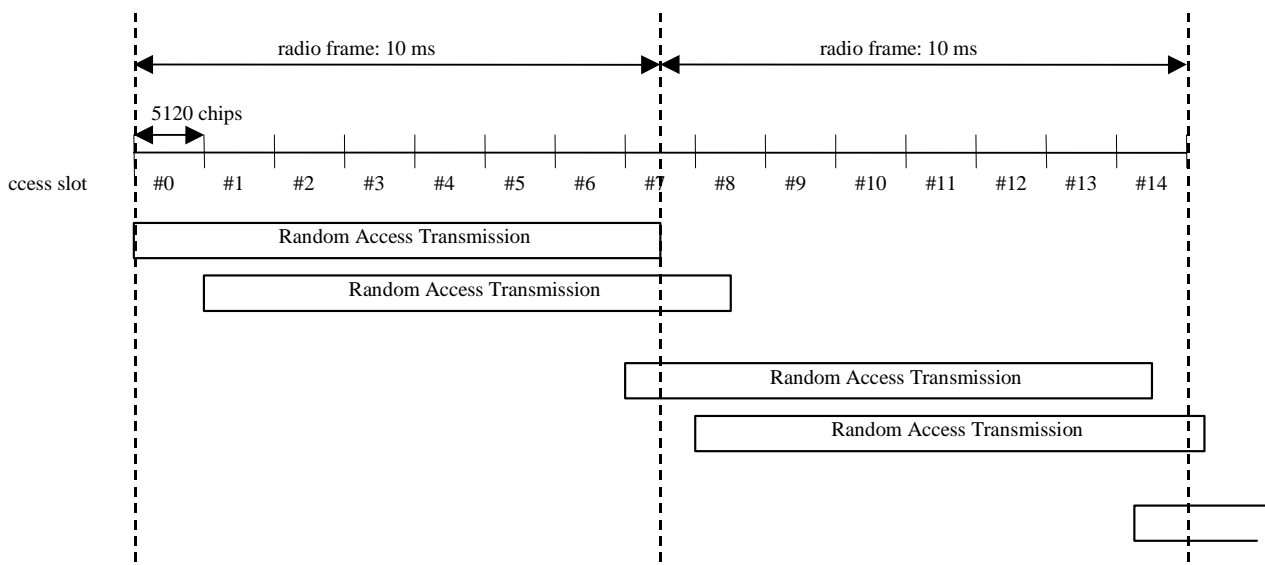 radio frame: 10 ms radio frame: 10 ms
5120 chips
ccess slot #0 #1 #2 #3 #4 #5 #6 #7 #8 #9 #10 #11 #12 #13 #14
Random Access Transmission
Random Access Transmission
Random Access Transmission
Random Access Transmission